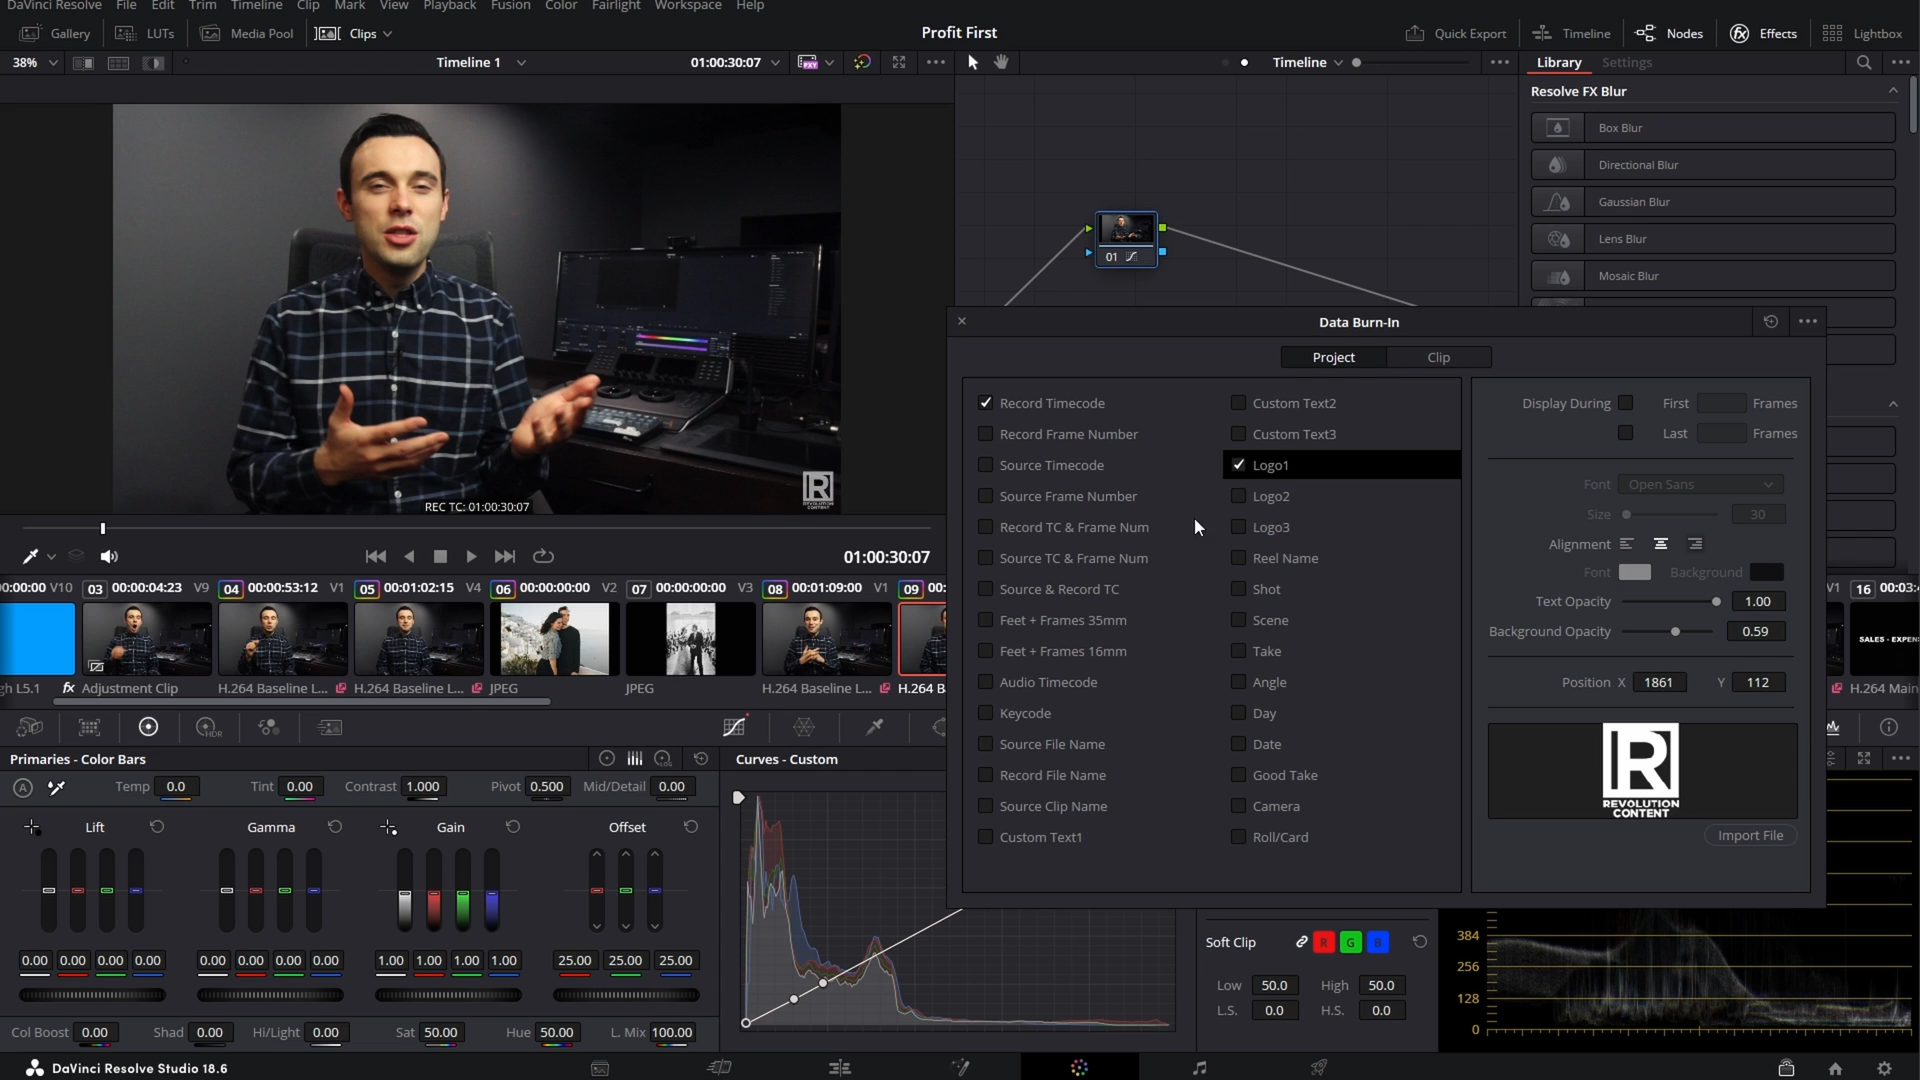 DaVinci Resolve File Edit Trim Timeline Clip Mark View Playback Fusion Color Fairlight Workspace Help
Gallery LUTs Media Pool Clips Profit First Quick Export Timeline Nodes Effects Lightbox
38% Timeline 1 01:00:30:07 Timeline Library Settings
Resolve FX Blur
Box Blur
Directional Blur
Gaussian Blur
Lens Blur
Mosaic Blur
01
REVOLUTION
CONTENT
REC TC: 01:00:30:07
01:00:30:07
Data Burn-In
Project Clip
Record Timecode
Record Frame Number
Source Timecode
Source Frame Number
Record TC & Frame Num
Source TC & Frame Num
Source & Record TC
Feet + Frames 35mm
Feet + Frames 16mm
Audio Timecode
Keycode
Source File Name
Record File Name
Source Clip Name
Custom Text1
Custom Text2
Custom Text3
Logo1
Logo2
Logo3
Reel Name
Shot
Scene
Take
Angle
Day
Date
Good Take
Camera
Roll/Card
Display During First Frames
Last Frames
Font Open Sans
Size 30
Alignment
Font Background
Text Opacity 1.00
Background Opacity 0.59
Position X 1861 Y 112
R
REVOLUTION
CONTENT
Import File
00:00:00 V10 03 00:00:04:23 V9 04 00:00:53:12 V1 05 00:01:02:15 V4 06 00:00:00:00 V2 07 00:00:00:00 V3 08 00:01:09:00 V1 09 00: V1 16 00:03:
SALES - EXPEN
gh L5.1 fx Adjustment Clip H.264 Baseline L... H.264 Baseline L... JPEG JPEG H.264 Baseline L... H.264 B H.264 Main
HDR
Primaries - Color Bars
A Temp 0.0 Tint 0.00 Contrast 1.000 Pivot 0.500 Mid/Detail 0.00
Lift Gamma Gain Offset
0.00 0.00 0.00 0.00 0.00 0.00 0.00 0.00 1.00 1.00 1.00 1.00 25.00 25.00 25.00
Col Boost 0.00 Shad 0.00 Hi/Light 0.00 Sat 50.00 Hue 50.00 L. Mix 100.00
Curves - Custom
Soft Clip R G B
Low 50.0 High 50.0
L.S. 0.0 H.S. 0.0
384
256
128
0
DaVinci Resolve Studio 18.6